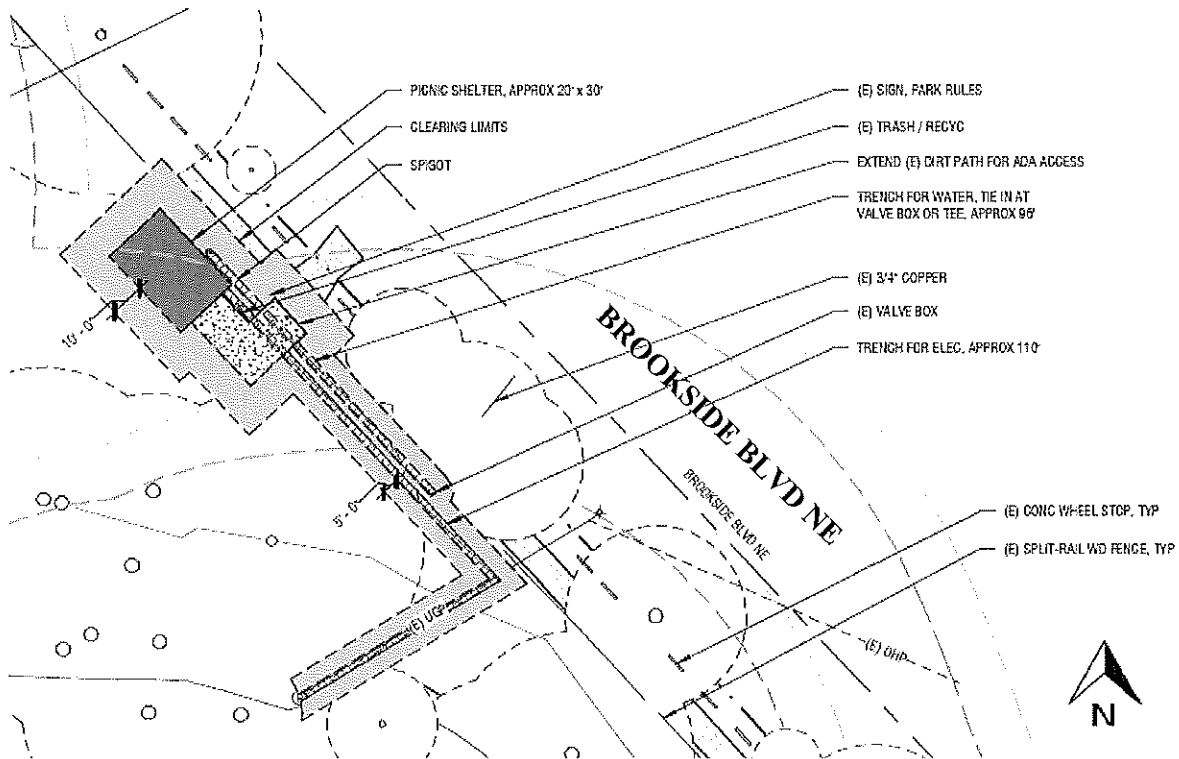 PICNIC SHELTER, APPROX 20' x 30'
CLEARING LIMITS
SPIGOT
(E) SIGN, PARK RULES
(E) TRASH / RECYC
EXTEND (E) DIRT PATH FOR ADA ACCESS
TRENCH FOR WATER, TIE IN AT
VALVE BOX OR TEE, APPROX 96'
(E) 3/4" COPPER
(E) VALVE BOX
TRENCH FOR ELEC, APPROX 110'
10' - 0
5' - 0
BROOKSIDE BLVD NE
BROOKSIDE BLVD NE
(E) CONC WHEEL STOP, TYP
(E) SPLIT-RAIL WD FENCE, TYP
(E) UGP
(E) OHP
N